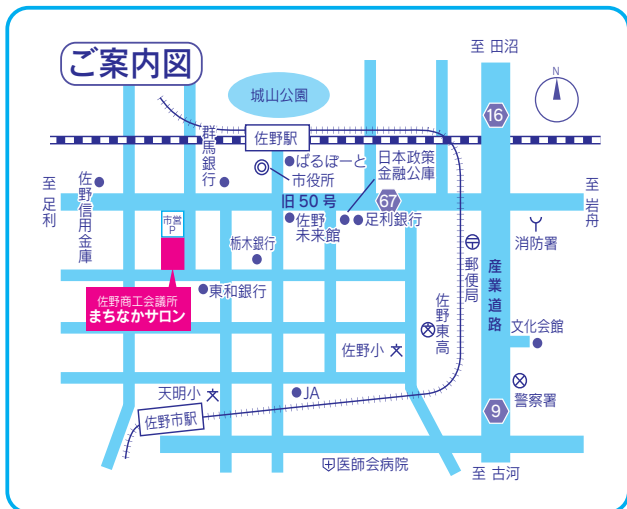 ご案内図
至 田沼
N
城山公園
16
群馬銀行
佐野駅
ぱるぽーと
市役所
日本政策
金融公庫
至 足利
佐野信用金庫
旧50号
67
至 岩舟
市営
P
佐野
未来館
足利銀行
消防署
栃木銀行
郵便局
産業道路
東和銀行
佐野商工会議所
まちなかサロン
佐野東高
文化会館
佐野小
天明小
JA
佐野市駅
9
警察署
医師会病院
至 古河